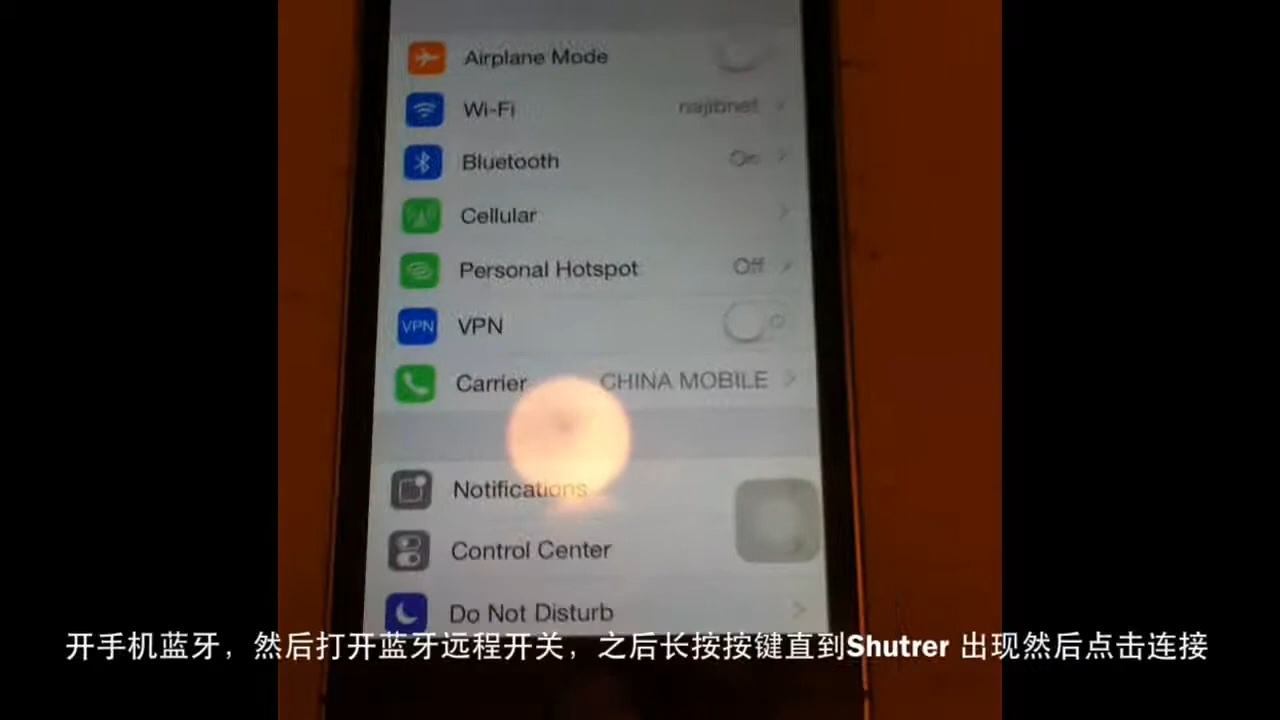 Airplane Mode
Wi-Fi najibnet
Bluetooth On
Cellular
Personal Hotspot Off
VPN VPN
Carrier CHINA MOBILE
Notifications
Control Center
Do Not Disturb
开手机蓝牙，然后打开蓝牙远程开关，之后长按按键直到Shutrer 出现然后点击连接